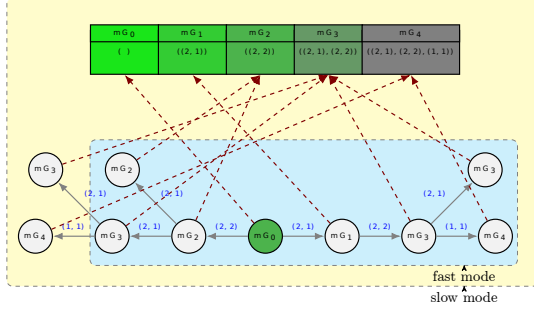 mG0 mG1 mG2 mG3 mG4
( ) ((2, 1)) ((2, 2)) ((2, 1), (2, 2)) ((2, 1), (2, 2), (1, 1))
mG3 mG2 mG3
(2, 1) (2, 1) (2, 1)
(1, 1) (2, 1) (2, 2) (2, 1) (2, 2) (1, 1)
mG4 mG3 mG2 mG0 mG1 mG3 mG4
fast mode
slow mode